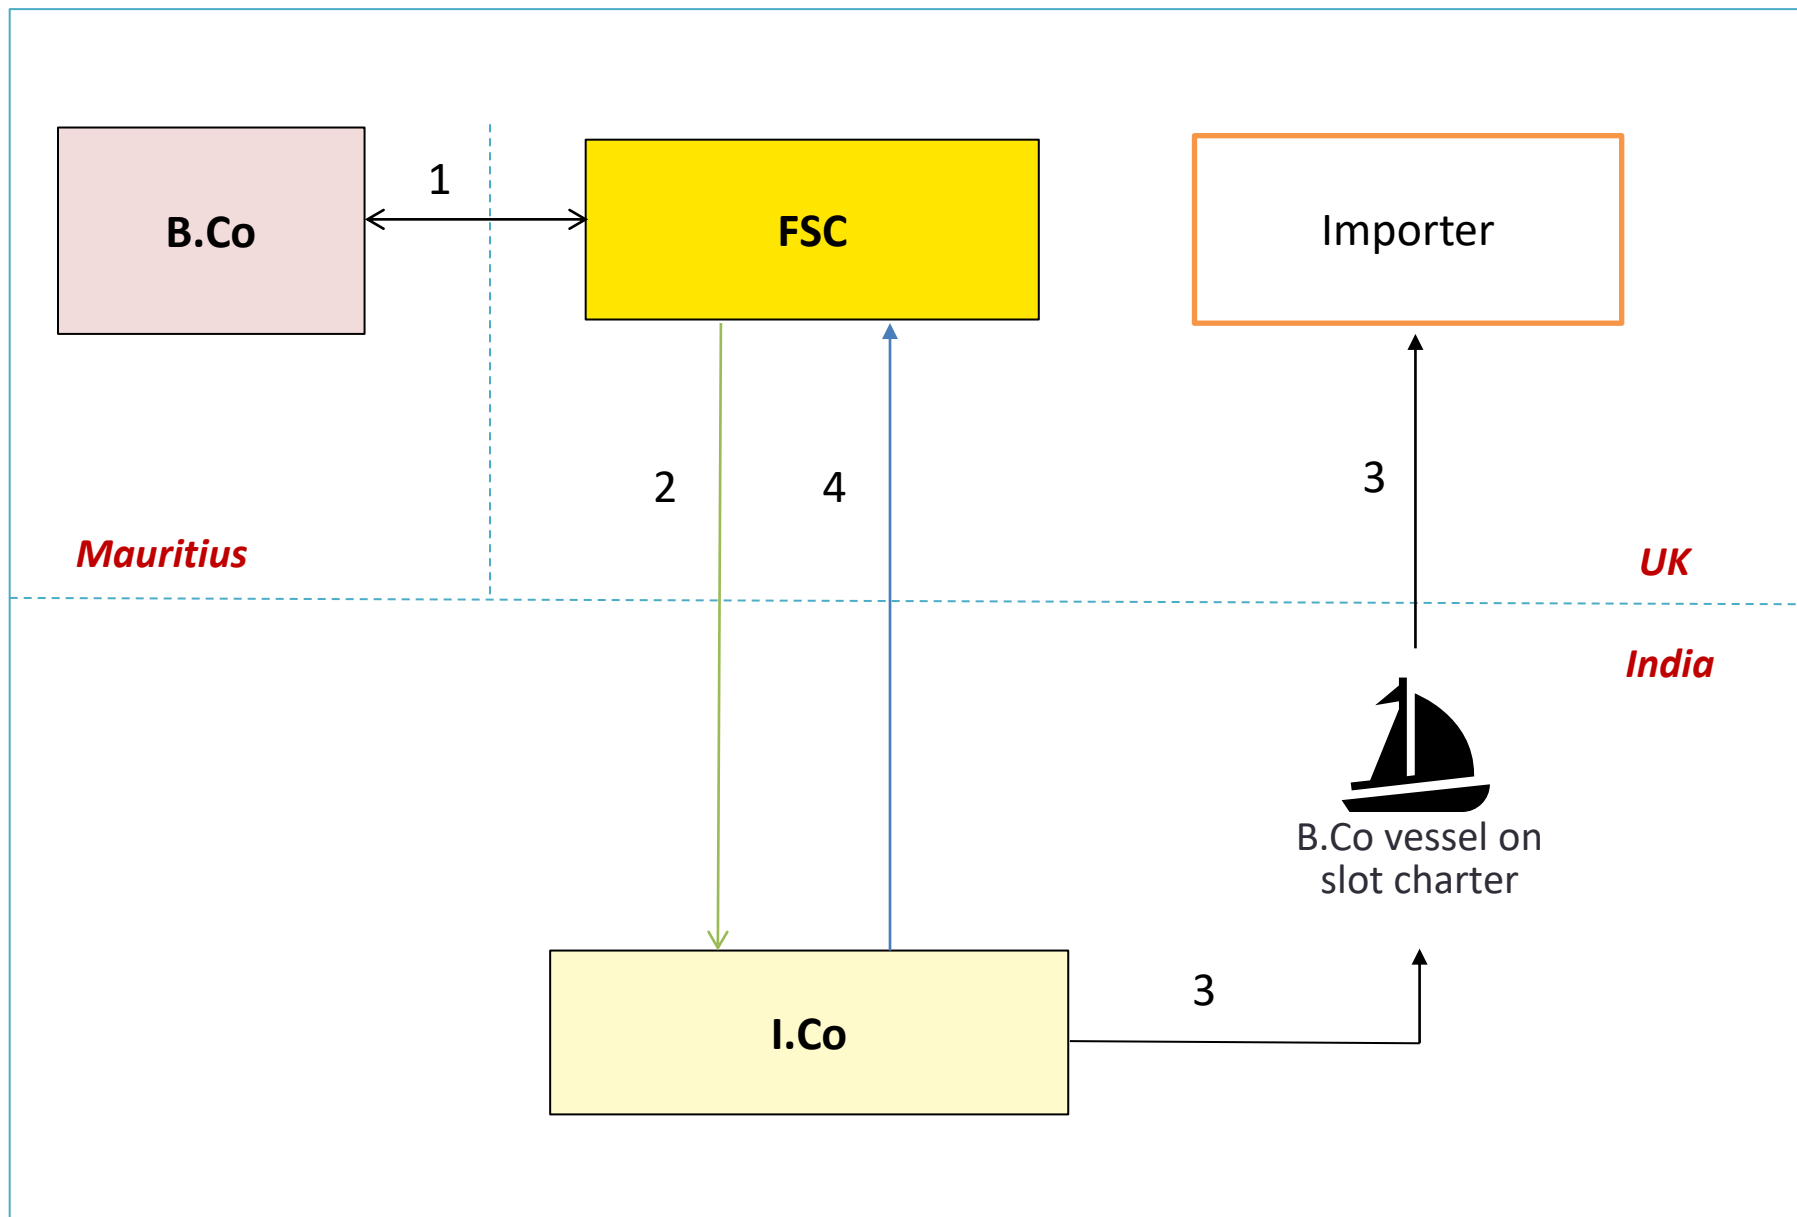 B.Co
1
FSC
Importer
2
4
3
Mauritius
UK
India
B.Co vessel on
slot charter
3
I.Co